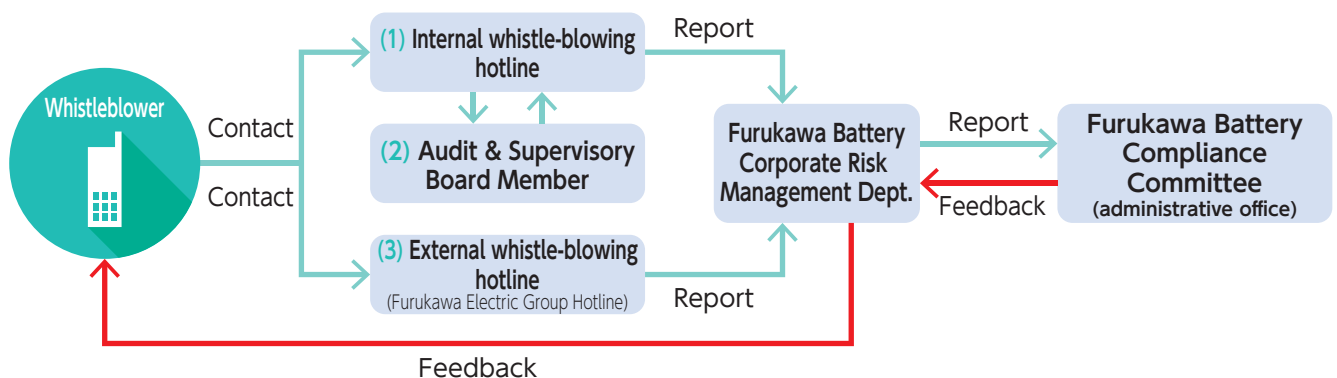 Whistleblower
Contact
Contact
(1) Internal whistle-blowing
hotline
(2) Audit & Supervisory
Board Member
(3) External whistle-blowing
hotline
(Furukawa Electric Group Hotline)
Report
Report
Furukawa Battery
Corporate Risk
Management Dept.
Report
Feedback
Furukawa Battery
Compliance
Committee
(administrative office)
Feedback